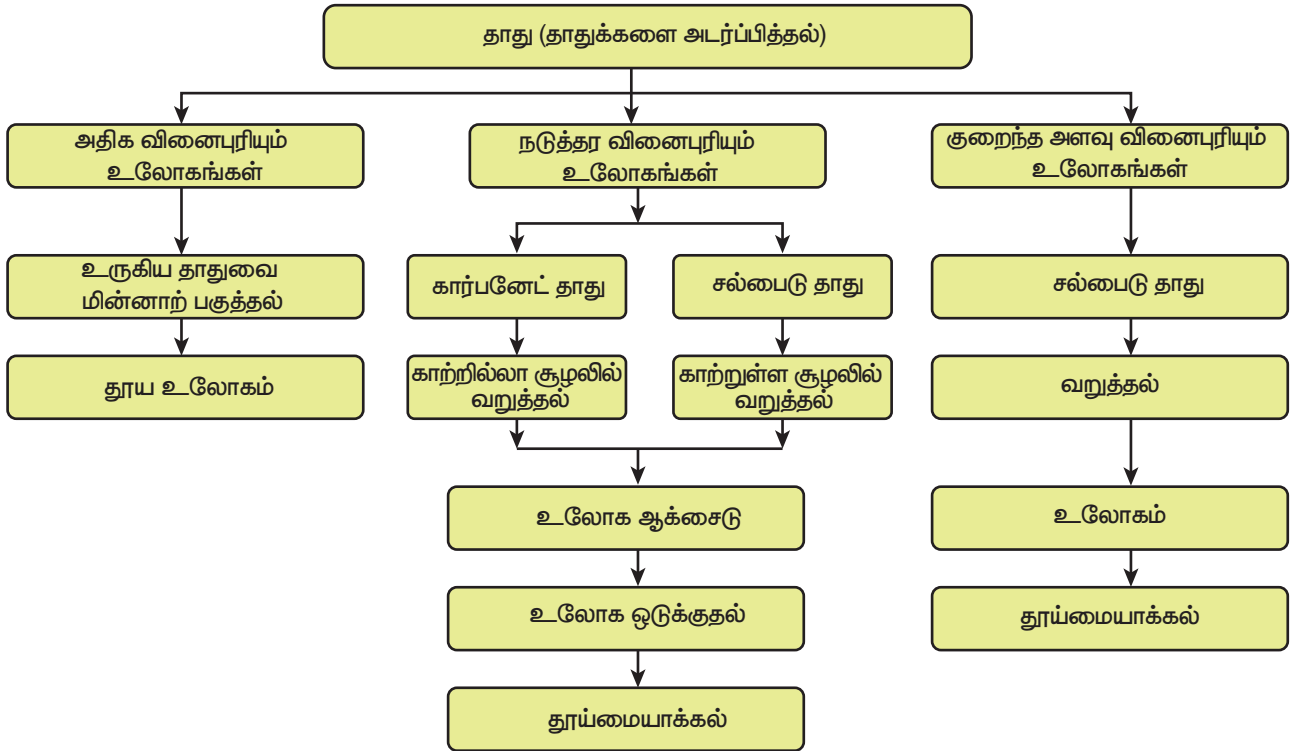 தாது (தாதுக்களை அடர்ப்பித்தல்)
அதிக வினைபுரியும்
உலோகங்கள்
நடுத்தர வினைபுரியும்
உலோகங்கள்
குறைந்த அளவு வினைபுரியும்
உலோகங்கள்
உருகிய தாதுவை
மின்னாற் பகுத்தல்
கார்பனேட் தாது
சல்பைடு தாது
சல்பைடு தாது
தூய உலோகம்
காற்றில்லா சூழலில்
வறுத்தல்
காற்றுள்ள சூழலில்
வறுத்தல்
வறுத்தல்
உலோக ஆக்சைடு
உலோகம்
உலோக ஒடுக்குதல்
தூய்மையாக்கல்
தூய்மையாக்கல்